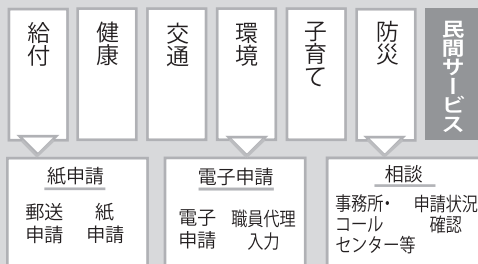 給付
健康
交通
環境
子育て
防災
民間サービス
紙申請
郵送申請
紙申請
電子申請
電子申請
職員代理入力
相談
事務所・コールセンター等
申請状況確認